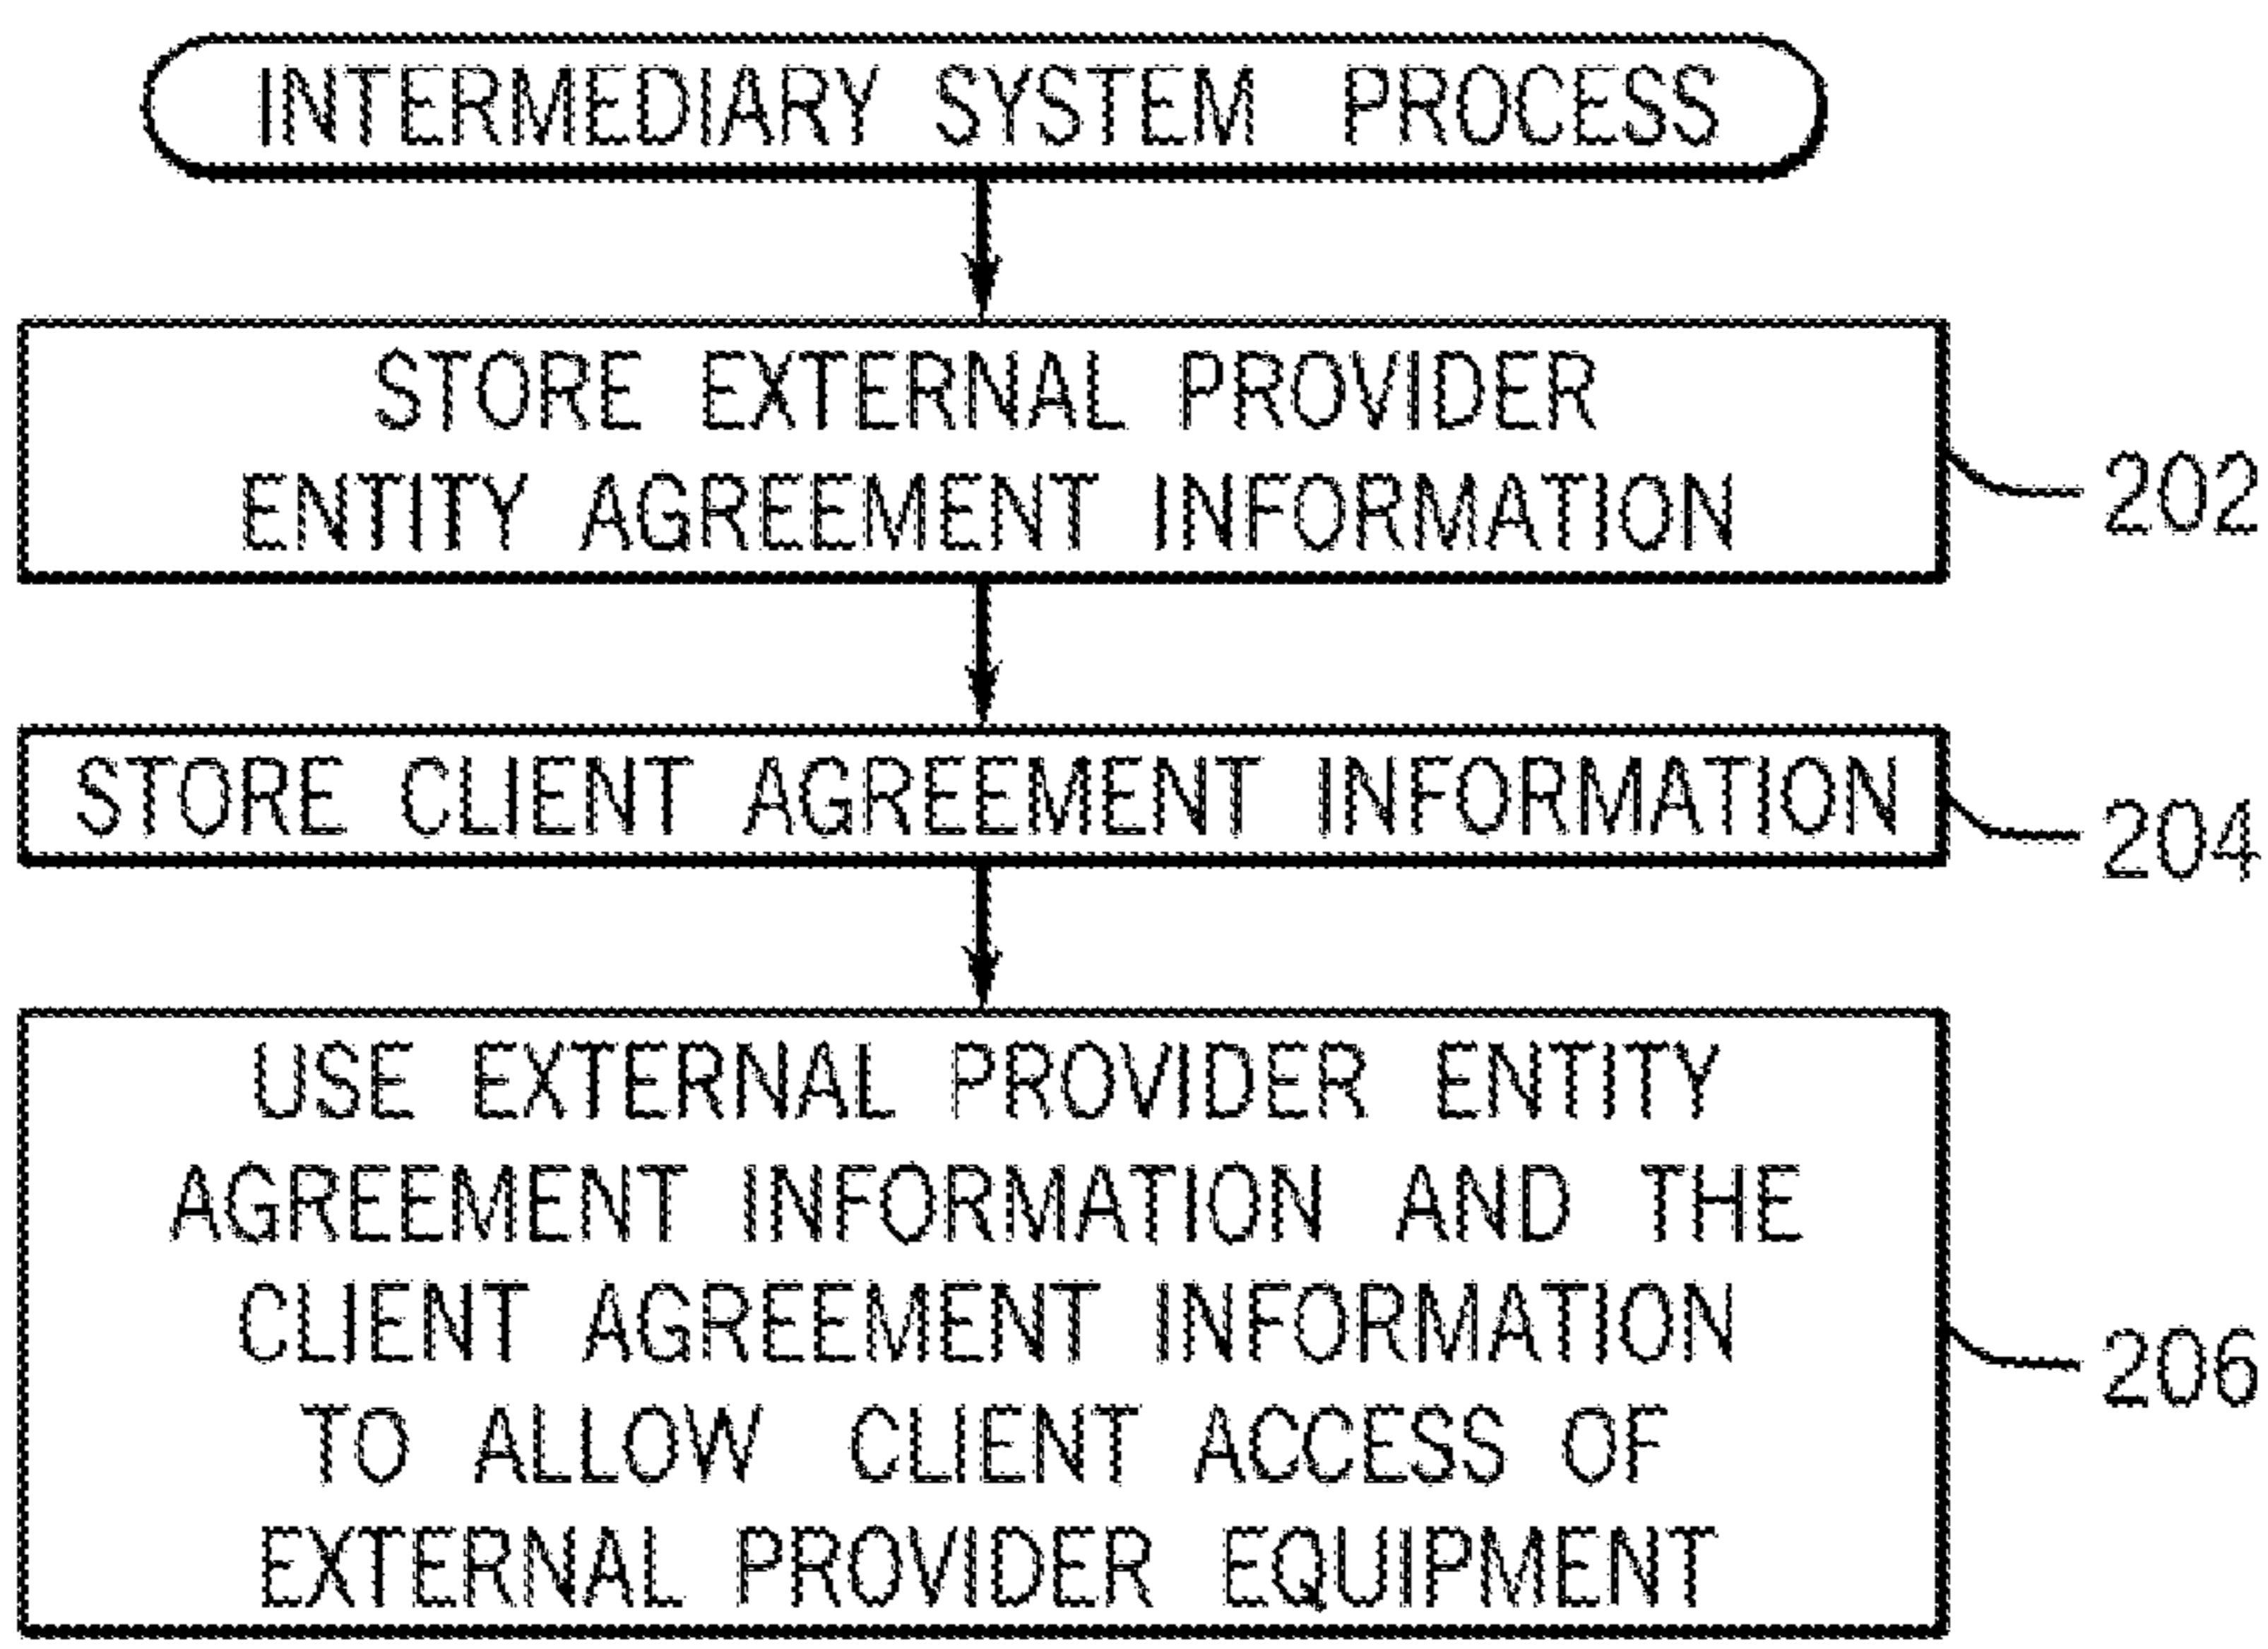 INTERMEDIARY SYSTEM PROCESS
STORE EXTERNAL PROVIDER
ENTITY AGREEMENT INFORMATION
202
STORE CLIENT AGREEMENT INFORMATION
204
USE EXTERNAL PROVIDER ENTITY
AGREEMENT INFORMATION AND THE
CLIENT AGREEMENT INFORMATION
TO ALLOW CLIENT ACCESS OF
EXTERNAL PROVIDER EQUIPMENT
206